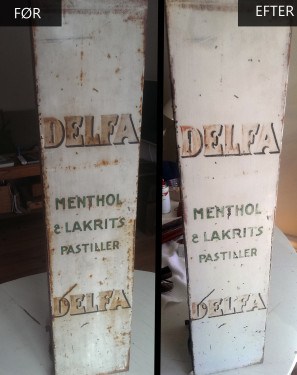 FØR
DELFA
MENTHOL
& LAKRITS
PASTILLER
DELFA
EFTER
DELFA
MENTHOL
& LAKRITS
PASTILLER
DELFA